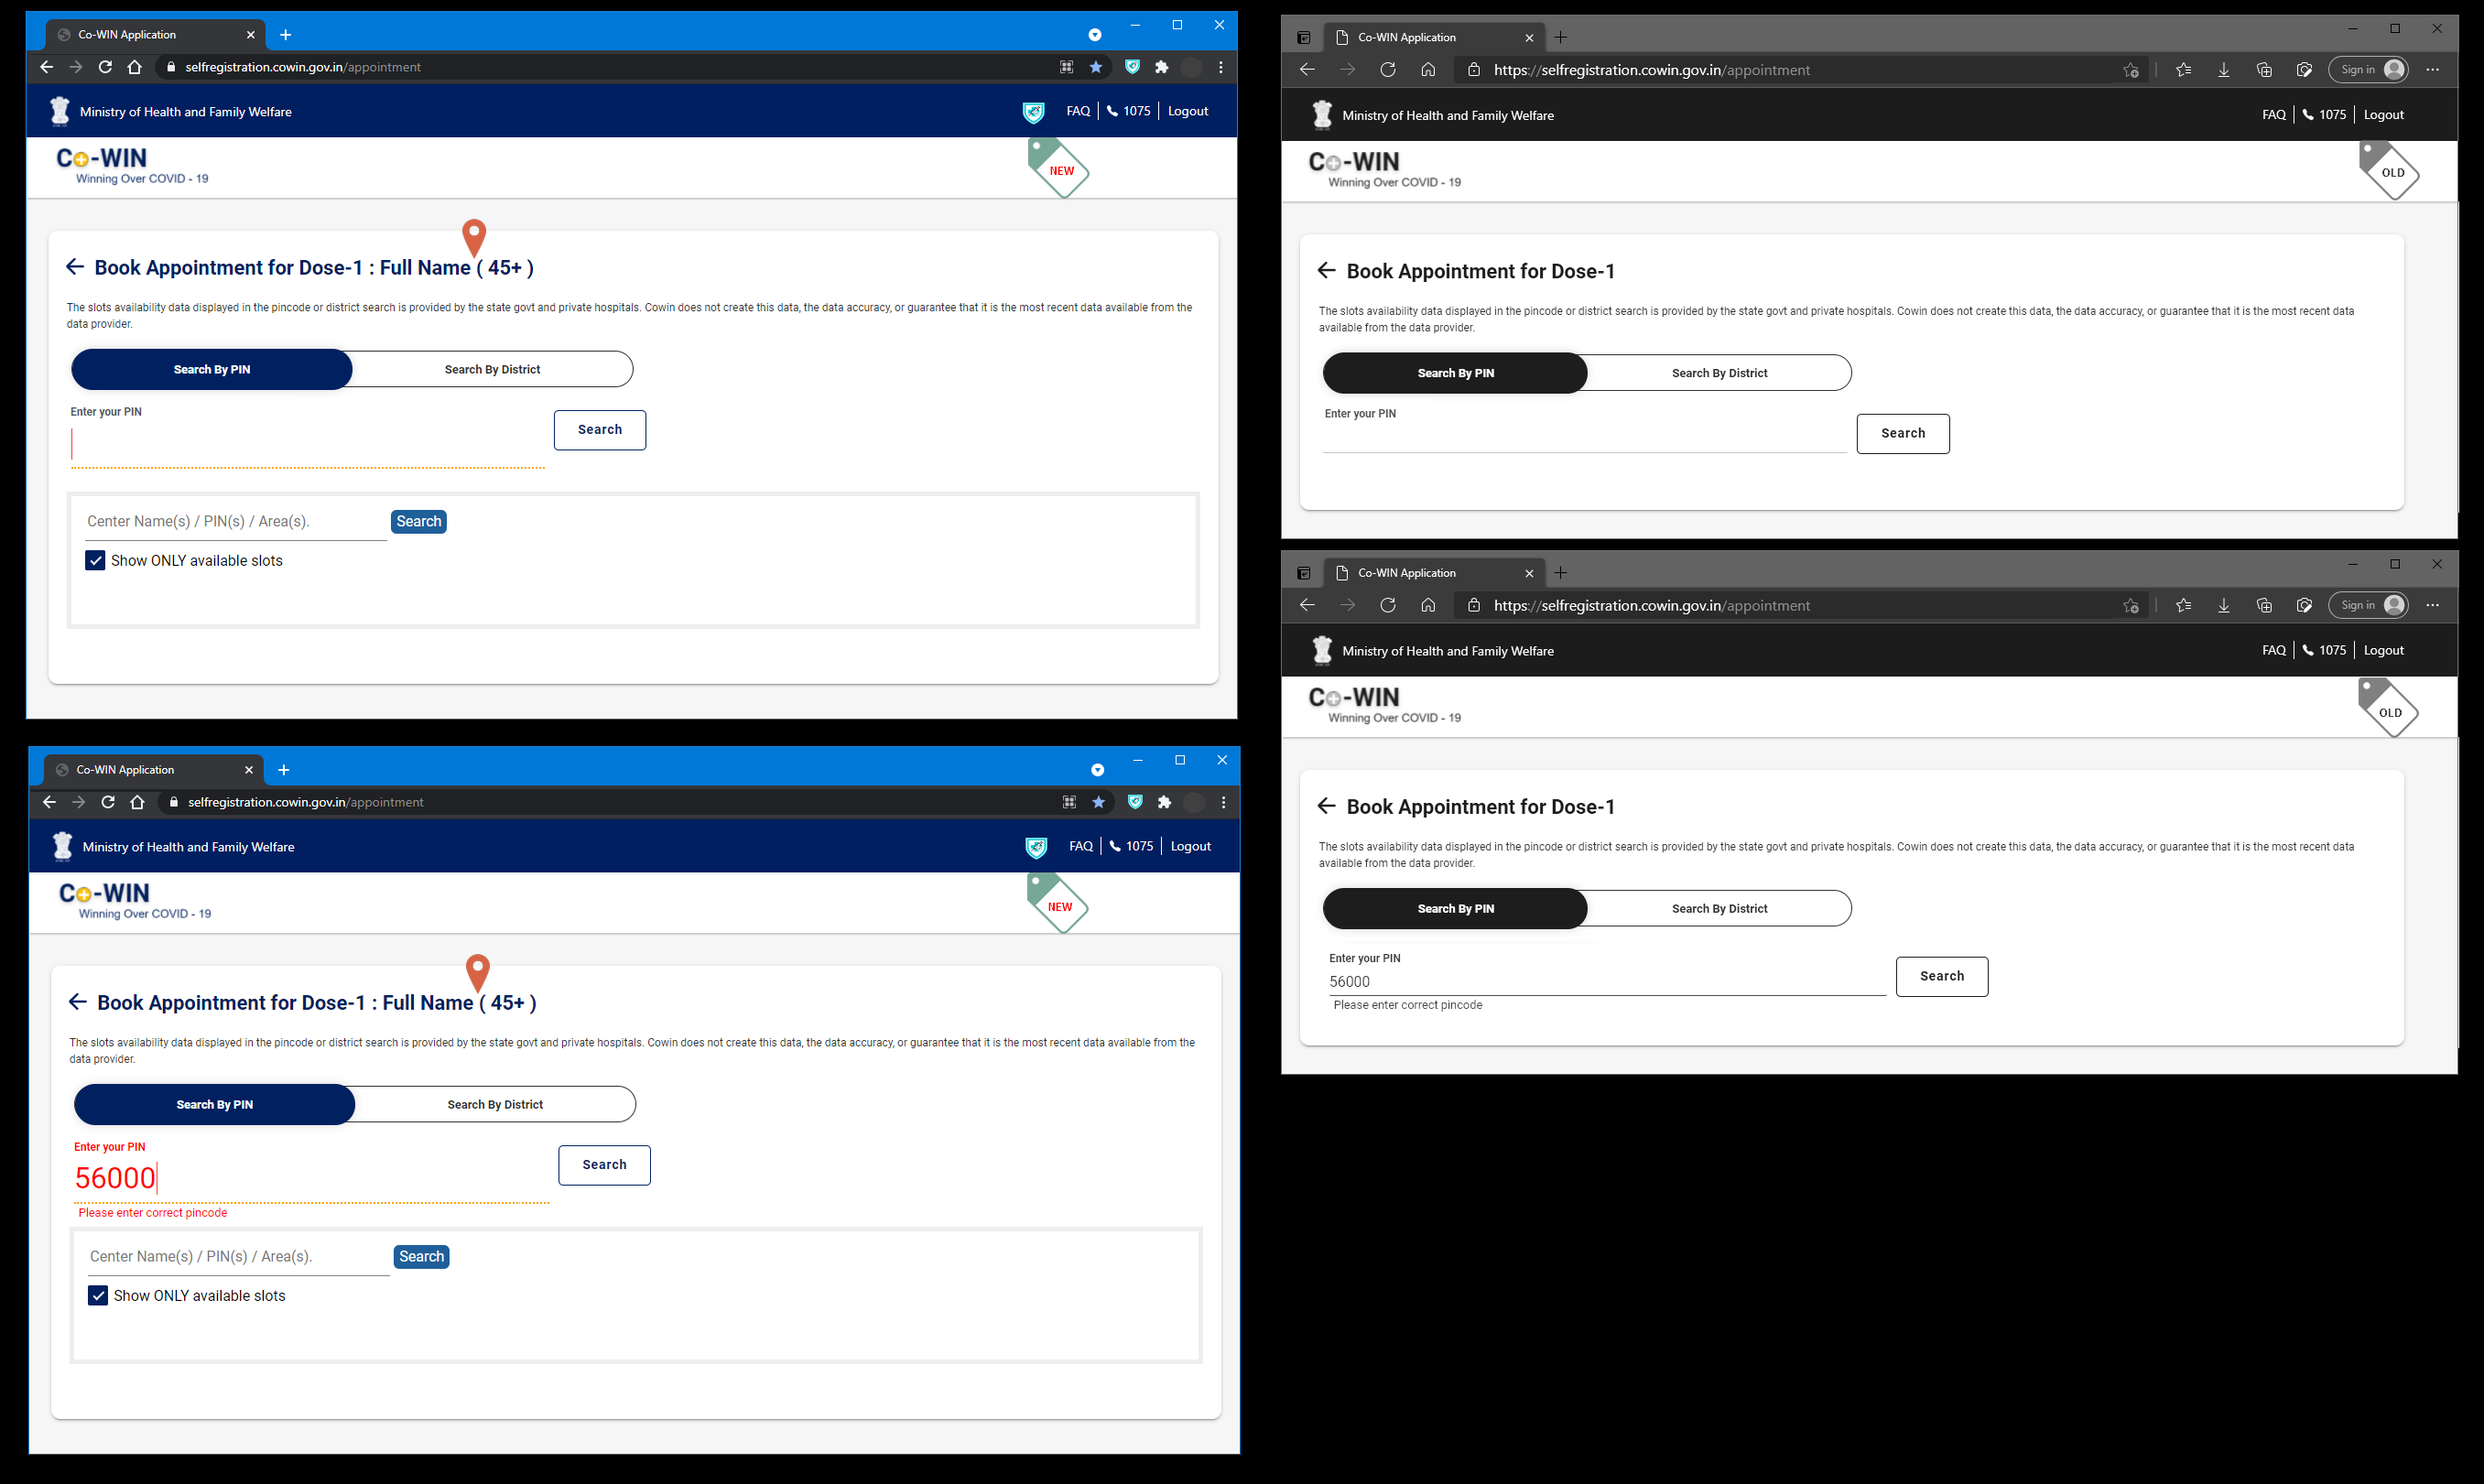 Co-WIN Application
selfregistration.cowin.gov.in/appointment
Ministry of Health and Family Welfare
FAQ | 1075 | Logout
Co-WIN
Winning Over COVID - 19
NEW
Book Appointment for Dose-1 : Full Name ( 45+ )
The slots availability data displayed in the pincode or district search is provided by the state govt and private hospitals. Cowin does not create this data, the data accuracy, or guarantee that it is the most recent data available from the
data provider.
Search By PIN
Search By District
Enter your PIN
Search
Center Name(s) / PIN(s) / Area(s).
Search
Show ONLY available slots
Co-WIN Application
selfregistration.cowin.gov.in/appointment
Ministry of Health and Family Welfare
FAQ | 1075 | Logout
Co-WIN
Winning Over COVID - 19
NEW
Book Appointment for Dose-1 : Full Name ( 45+ )
The slots availability data displayed in the pincode or district search is provided by the state govt and private hospitals. Cowin does not create this data, the data accuracy, or guarantee that it is the most recent data available from the
data provider.
Search By PIN
Search By District
Enter your PIN
56000
Search
Please enter correct pincode
Center Name(s) / PIN(s) / Area(s).
Search
Show ONLY available slots
Co-WIN Application
https://selfregistration.cowin.gov.in/appointment
Sign in
Ministry of Health and Family Welfare
FAQ | 1075 | Logout
Co-WIN
Winning Over COVID - 19
OLD
Book Appointment for Dose-1
The slots availability data displayed in the pincode or district search is provided by the state govt and private hospitals. Cowin does not create this data, the data accuracy, or guarantee that it is the most recent data
available from the data provider.
Search By PIN
Search By District
Enter your PIN
Search
Co-WIN Application
https://selfregistration.cowin.gov.in/appointment
Sign in
Ministry of Health and Family Welfare
FAQ | 1075 | Logout
Co-WIN
Winning Over COVID - 19
OLD
Book Appointment for Dose-1
The slots availability data displayed in the pincode or district search is provided by the state govt and private hospitals. Cowin does not create this data, the data accuracy, or guarantee that it is the most recent data
available from the data provider.
Search By PIN
Search By District
Enter your PIN
56000
Search
Please enter correct pincode